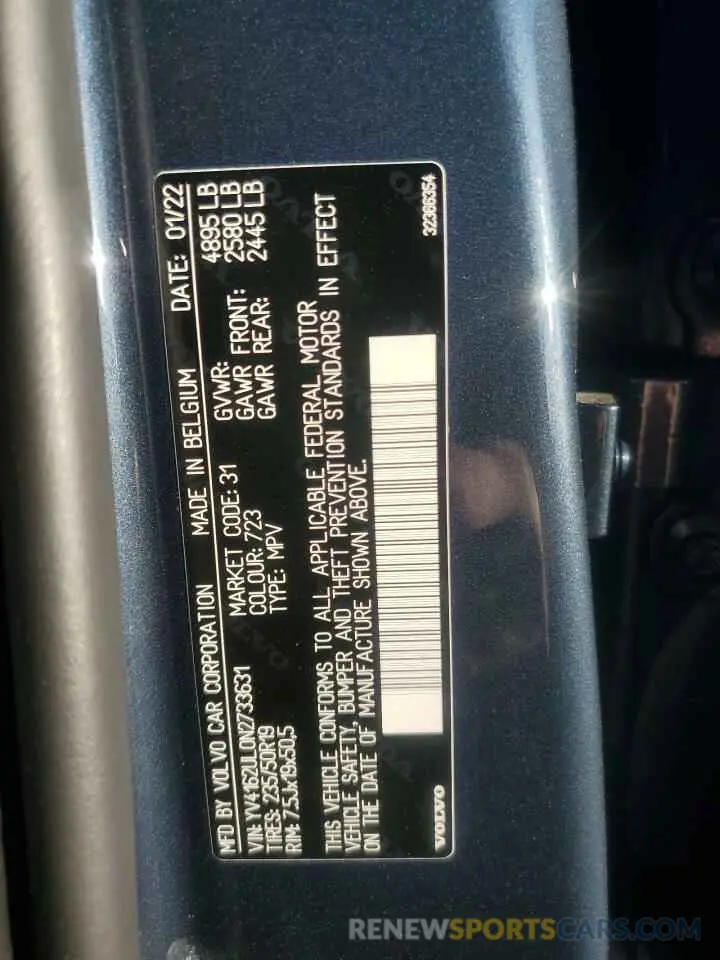 MFD BY VOLVO CAR CORPORATION MADE IN BELGIUM DATE: 01/22
VIN: YV4162UL0N2733631 MARKET CODE: 31 GVWR: 4895 LB
TIRES: 235/50R19 COLOUR: 723 GAWR FRONT: 2580 LB
RIM: 7.5Jx19x50,5 TYPE: MPV GAWR REAR: 2445 LB
THIS VEHICLE CONFORMS TO ALL APPLICABLE FEDERAL MOTOR
VEHICLE SAFETY, BUMPER AND THEFT PREVENTION STANDARDS IN EFFECT
ON THE DATE OF MANUFACTURE SHOWN ABOVE.
VOLVO 32366354
RENEWSPORTSCARS.COM